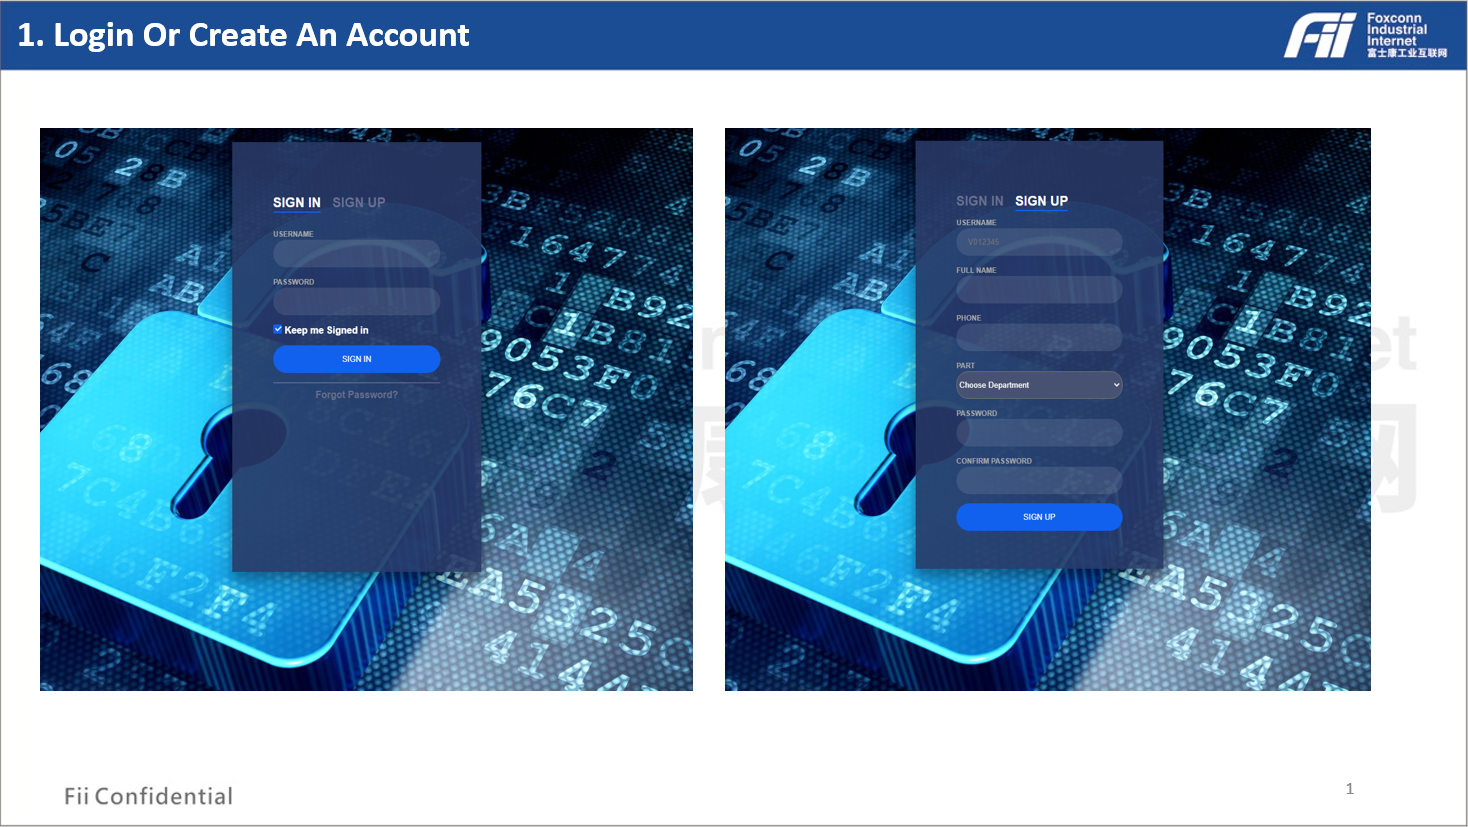 1. Login Or Create An Account
Fii
Foxconn
Industrial
Internet
富士康工业互联网
SIGN IN SIGN UP
USERNAME
PASSWORD
Keep me Signed in
SIGN IN
Forgot Password?
SIGN IN SIGN UP
USERNAME
V012345
FULL NAME
PHONE
PART
Choose Department
PASSWORD
CONFIRM PASSWORD
SIGN UP
Fii Confidential
1